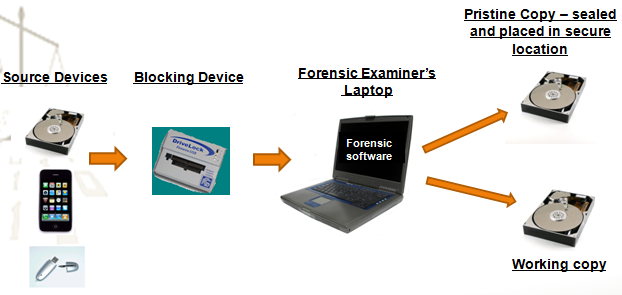 Source Devices
Blocking Device
DriveLock
Forensic Examiner's
Laptop
Forensic
software
Pristine Copy – sealed
and placed in secure
location
Working copy